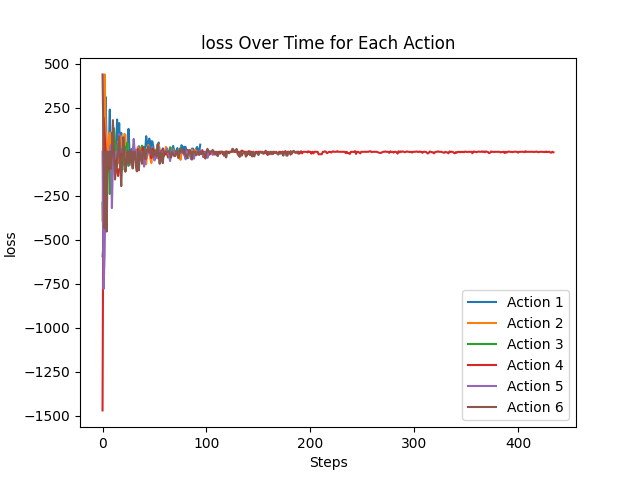 loss Over Time for Each Action
500
250
0
−250
−500
−750
−1000
−1250
−1500
loss
0
100
200
300
400
Steps
Action 1
Action 2
Action 3
Action 4
Action 5
Action 6